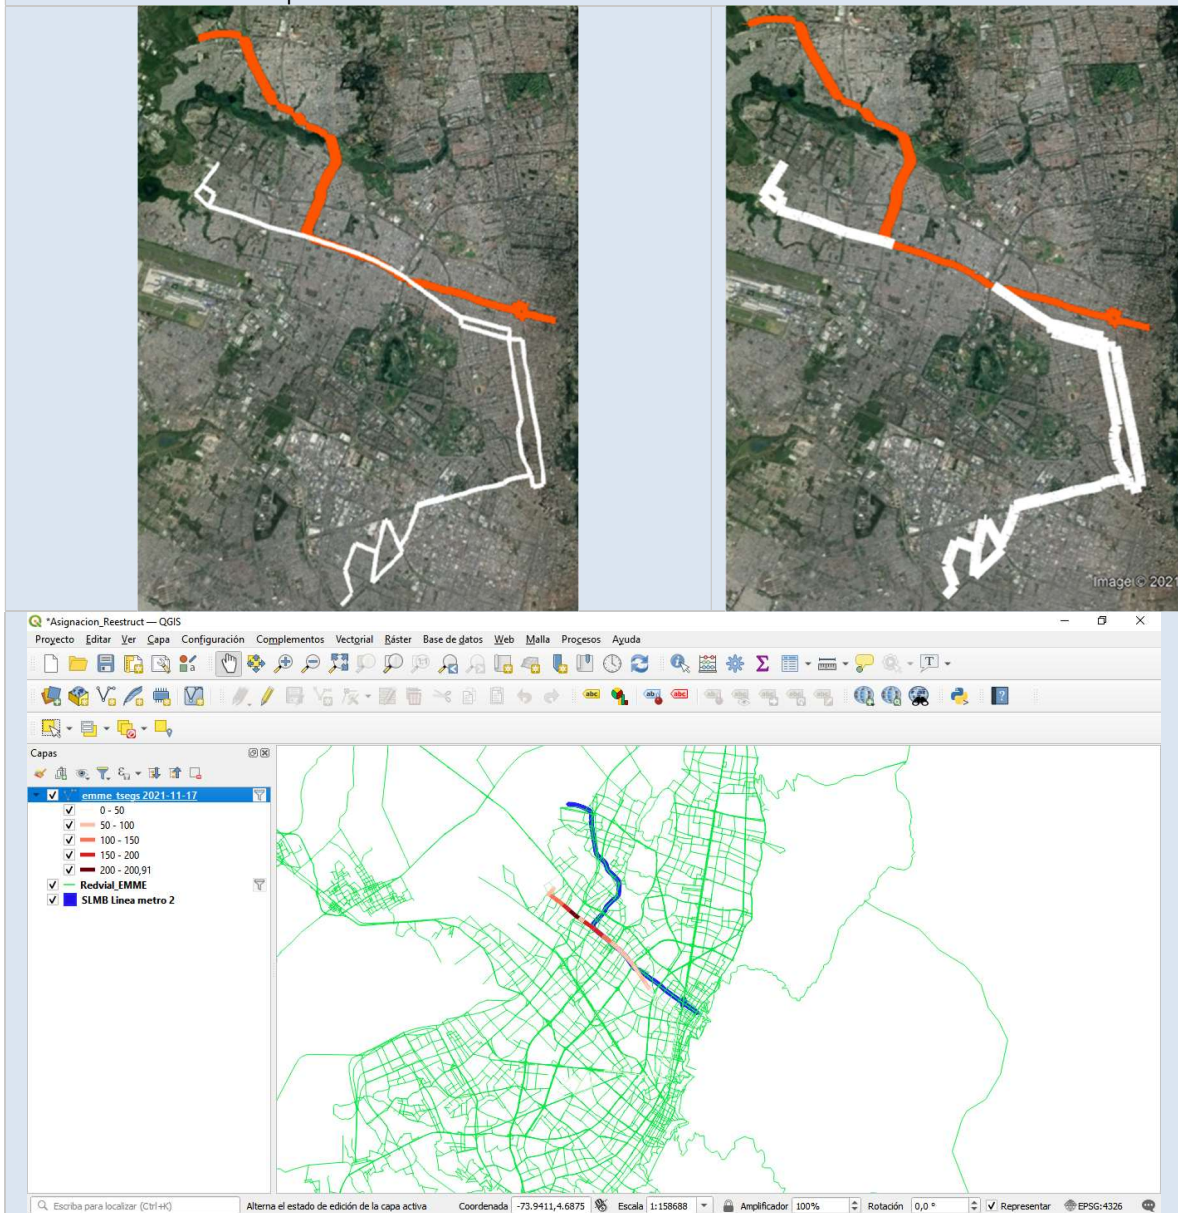 Image © 2021
*Asignacion_Reestruct — QGIS
Proyecto Editar Ver Capa Configuración Complementos Vectorial Ráster Base de datos Web Malla Procesos Ayuda
Capas
emme_tsegs 2021-11-17
0 - 50
50 - 100
100 - 150
150 - 200
200 - 200,91
Redvial_EMME
SLMB Linea metro 2
Escriba para localizar (Ctrl+K) Alterna el estado de edición de la capa activa Coordenada -73.9411,4.6875 Escala 1:158688 Amplificador 100% Rotación 0,0 ° Representar EPSG:4326